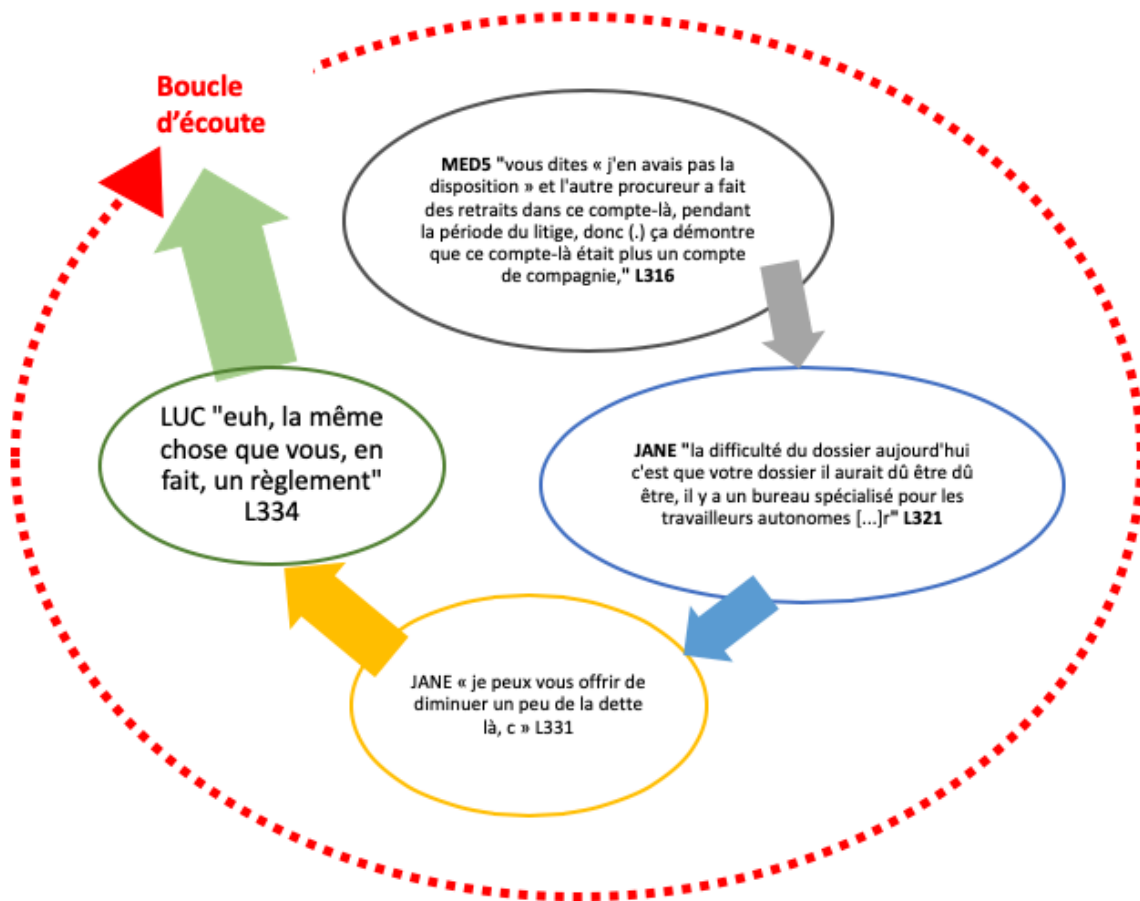 Boucle
d'écoute
MED5 "vous dites « j'en avais pas la
disposition » et l'autre procureur a fait
des retraits dans ce compte-là, pendant
la période du litige, donc (.) ça démontre
que ce compte-là était plus un compte
de compagnie," L316
JANE "la difficulté du dossier aujourd'hui
c'est que votre dossier il aurait dû être dû
être, il y a un bureau spécialisé pour les
travailleurs autonomes [...]r" L321
JANE « je peux vous offrir de
diminuer un peu de la dette
là, c » L331
LUC "euh, la même
chose que vous, en
fait, un règlement"
L334